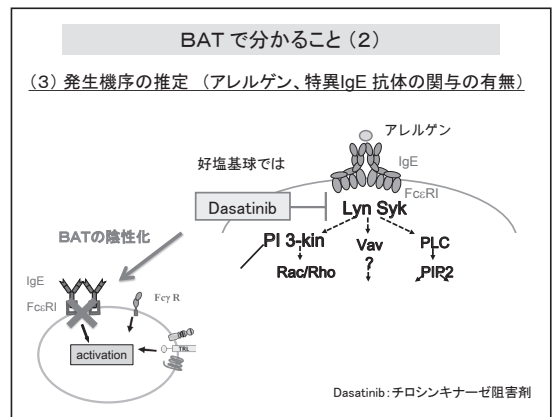 BAT で分かること（2）
（3）発生機序の推定 （アレルゲン、特異IgE 抗体の関与の有無）
アレルゲン
好塩基球では
IgE
FcεRI
Dasatinib
Lyn Syk
BATの陰性化
PI 3-kin
Vav
PLC
?
Rac/Rho
PIR2
IgE
FcεRI
Fcγ R
activation
TRL
Dasatinib：チロシンキナーゼ阻害剤